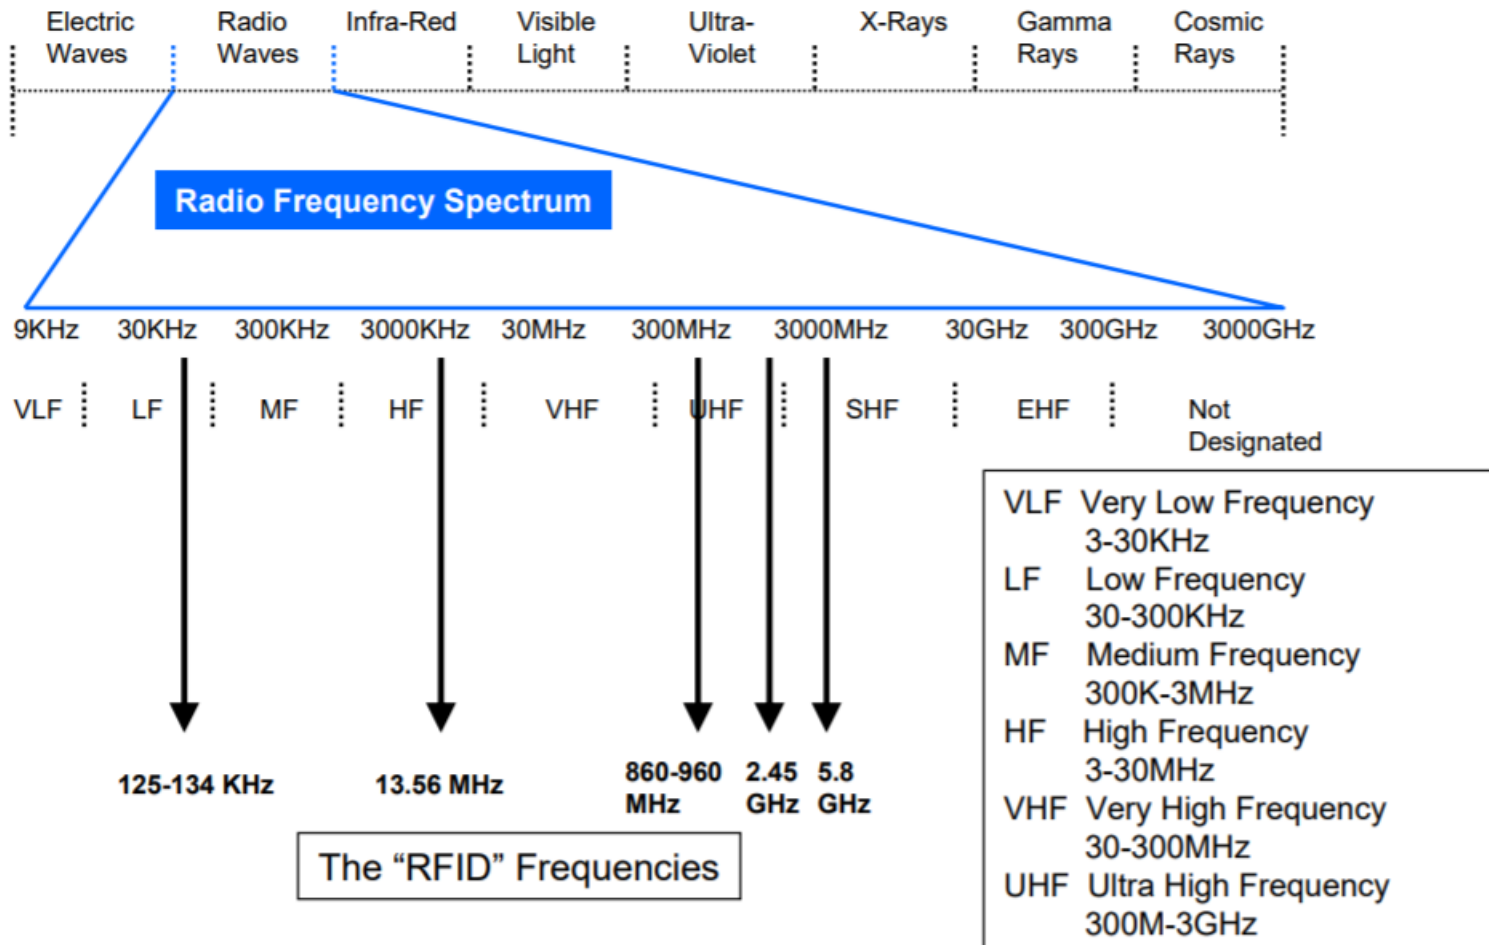 Electric Waves
Radio Waves
Infra-Red
Visible Light
Ultra-Violet
X-Rays
Gamma Rays
Cosmic Rays
Radio Frequency Spectrum
9KHz 30KHz 300KHz 3000KHz 30MHz 300MHz 3000MHz 30GHz 300GHz 3000GHz
VLF LF MF HF VHF UHF SHF EHF Not
Designated
125-134 KHz
13.56 MHz
860-960
MHz
2.45
GHz
5.8
GHz
The “RFID” Frequencies
VLF Very Low Frequency
3-30KHz
LF Low Frequency
30-300KHz
MF Medium Frequency
300K-3MHz
HF High Frequency
3-30MHz
VHF Very High Frequency
30-300MHz
UHF Ultra High Frequency
300M-3GHz